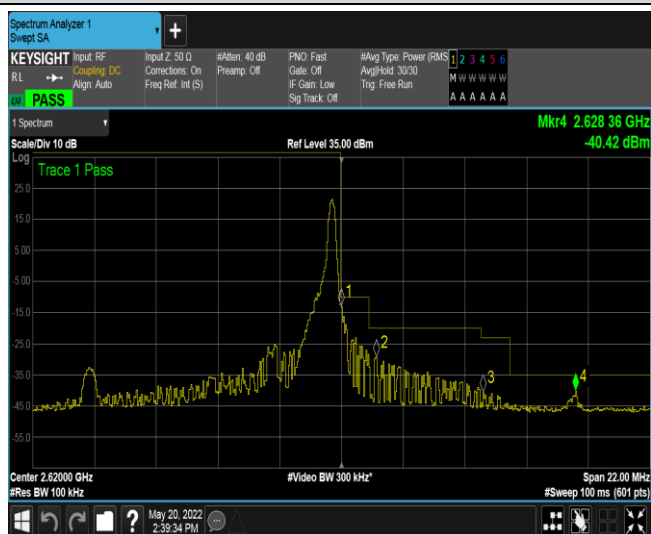 Spectrum Analyzer 1
Swept SA
+
KEYSIGHT
RL
LXI PASS
Input: RF
Coupling: DC
Align: Auto
Input Z: 50 Ω
Corrections: On
Freq Ref: Int (S)
#Atten: 40 dB
Preamp: Off
PNO: Fast
Gate: Off
IF Gain: Low
Sig Track: Off
#Avg Type: Power (RMS
Avg|Hold: 30/30
Trig: Free Run
1 2 3 4 5 6
M W W W W W
A A A A A A
1 Spectrum
Scale/Div 10 dB
Ref Level 35.00 dBm
Mkr4 2.628 36 GHz
-40.42 dBm
Log
Trace 1 Pass
25.0
15.0
5.00
-5.00
-15.0
-25.0
-35.0
-45.0
-55.0
1
2
3
4
Center 2.62000 GHz
#Video BW 300 kHz*
Span 22.00 MHz
#Res BW 100 kHz
#Sweep 100 ms (601 pts)
?
May 20, 2022
2:39:34 PM